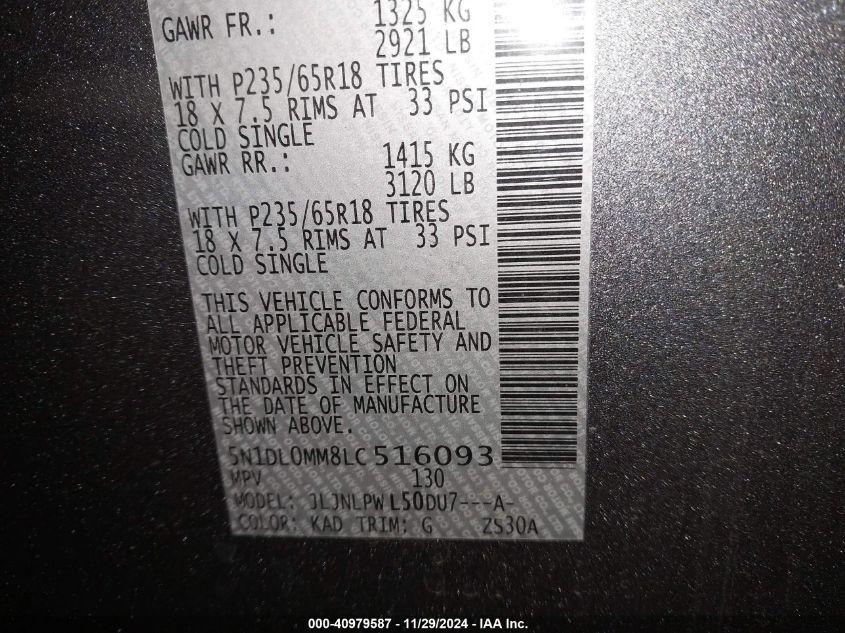 GAWR FR.: 1325 KG
2921 LB
WITH P235/65R18 TIRES
18 X 7.5 RIMS AT 33 PSI
COLD SINGLE
GAWR RR.: 1415 KG
3120 LB
WITH P235/65R18 TIRES
18 X 7.5 RIMS AT 33 PSI
COLD SINGLE
THIS VEHICLE CONFORMS TO
ALL APPLICABLE FEDERAL
MOTOR VEHICLE SAFETY AND
THEFT PREVENTION
STANDARDS IN EFFECT ON
THE DATE OF MANUFACTURE
SHOWN ABOVE.
5N1DL0MM8LC516093
MPV 130
MODEL: JLJNLPWL50DU7---A-
COLOR: KAD TRIM: G ZS30A
000-40979587 - 11/29/2024 - IAA Inc.